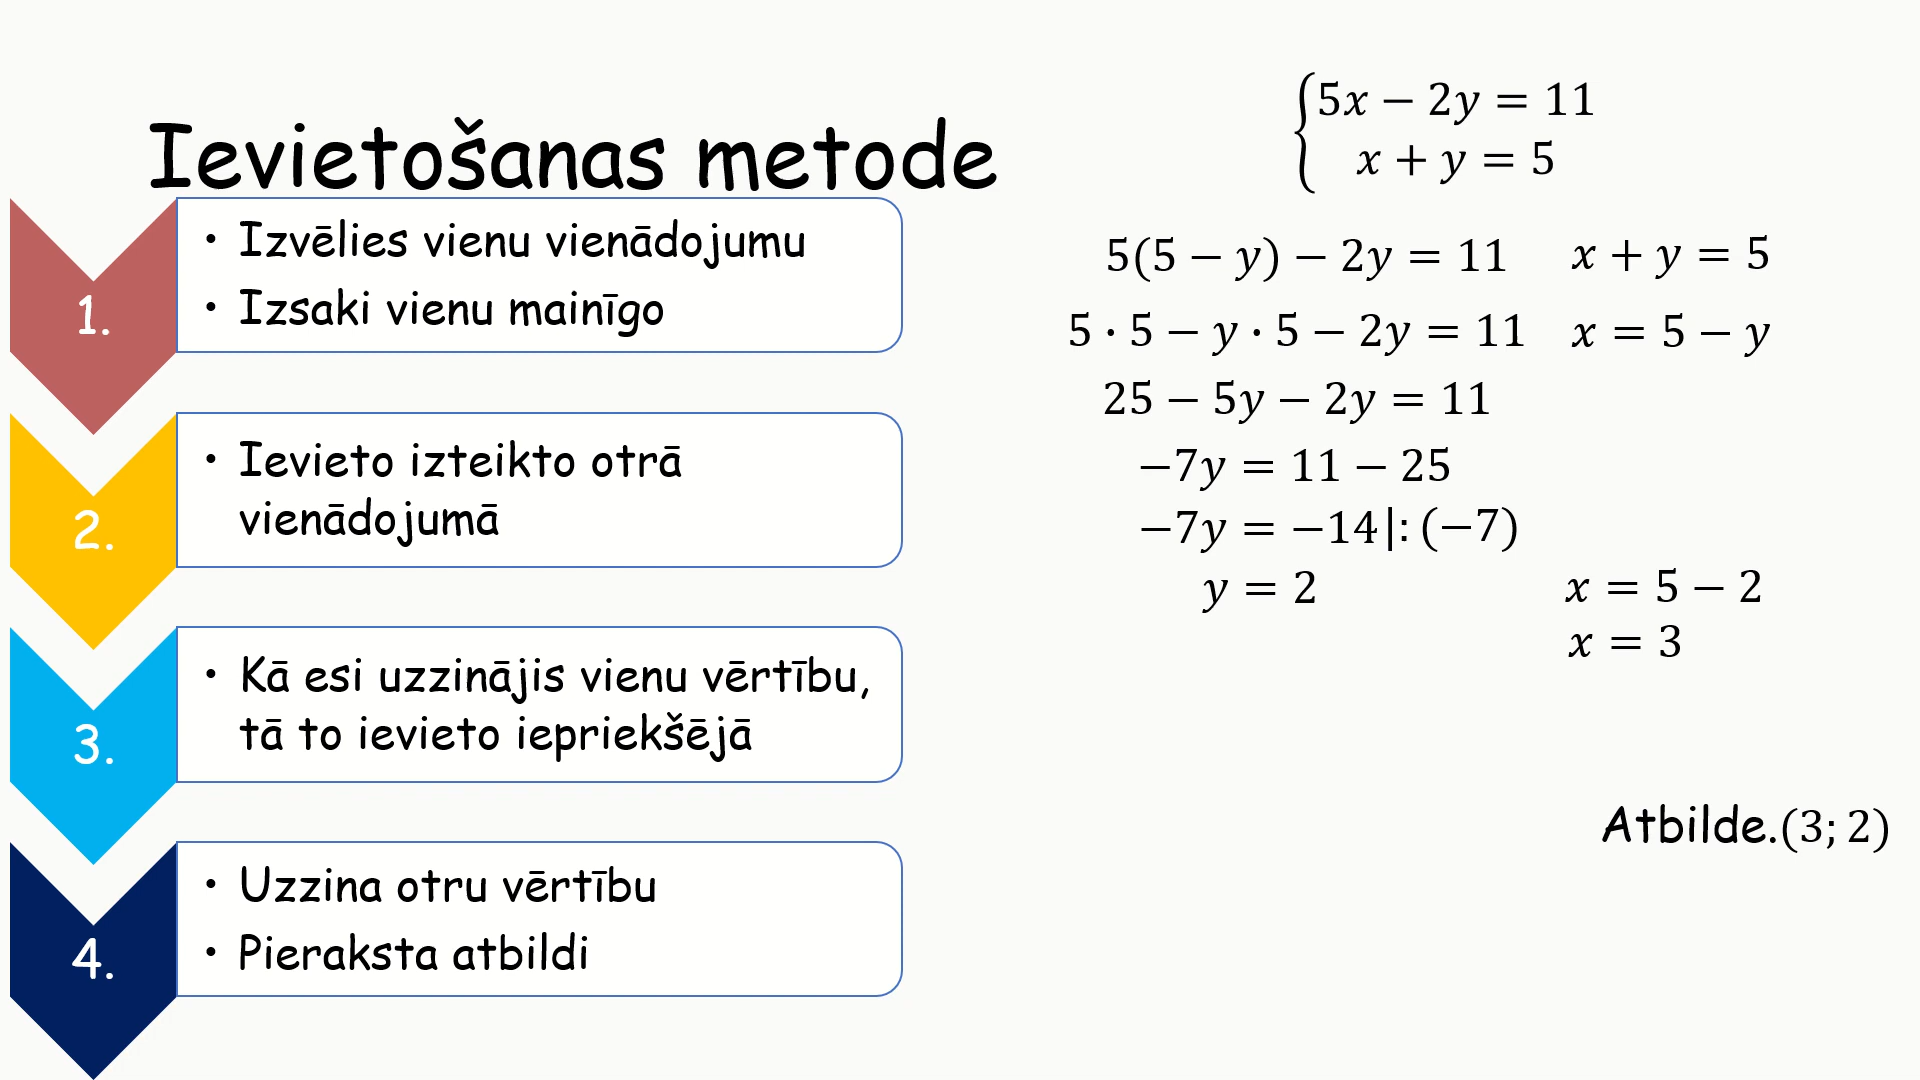 Ievietošanas metode
1.
• Izvēlies vienu vienādojumu
• Izsaki vienu mainīgo
2.
• Ievieto izteikto otrā
vienādojumā
3.
• Kā esi uzzinājis vienu vērtību,
tā to ievieto iepriekšējā
4.
• Uzzina otru vērtību
• Pieraksta atbildi
{5x − 2y = 11
x + y = 5
5(5 − y) − 2y = 11
5 · 5 − y · 5 − 2y = 11
25 − 5y − 2y = 11
−7y = 11 − 25
−7y = −14|: (−7)
y = 2
x + y = 5
x = 5 − y
x = 5 − 2
x = 3
Atbilde.(3; 2)